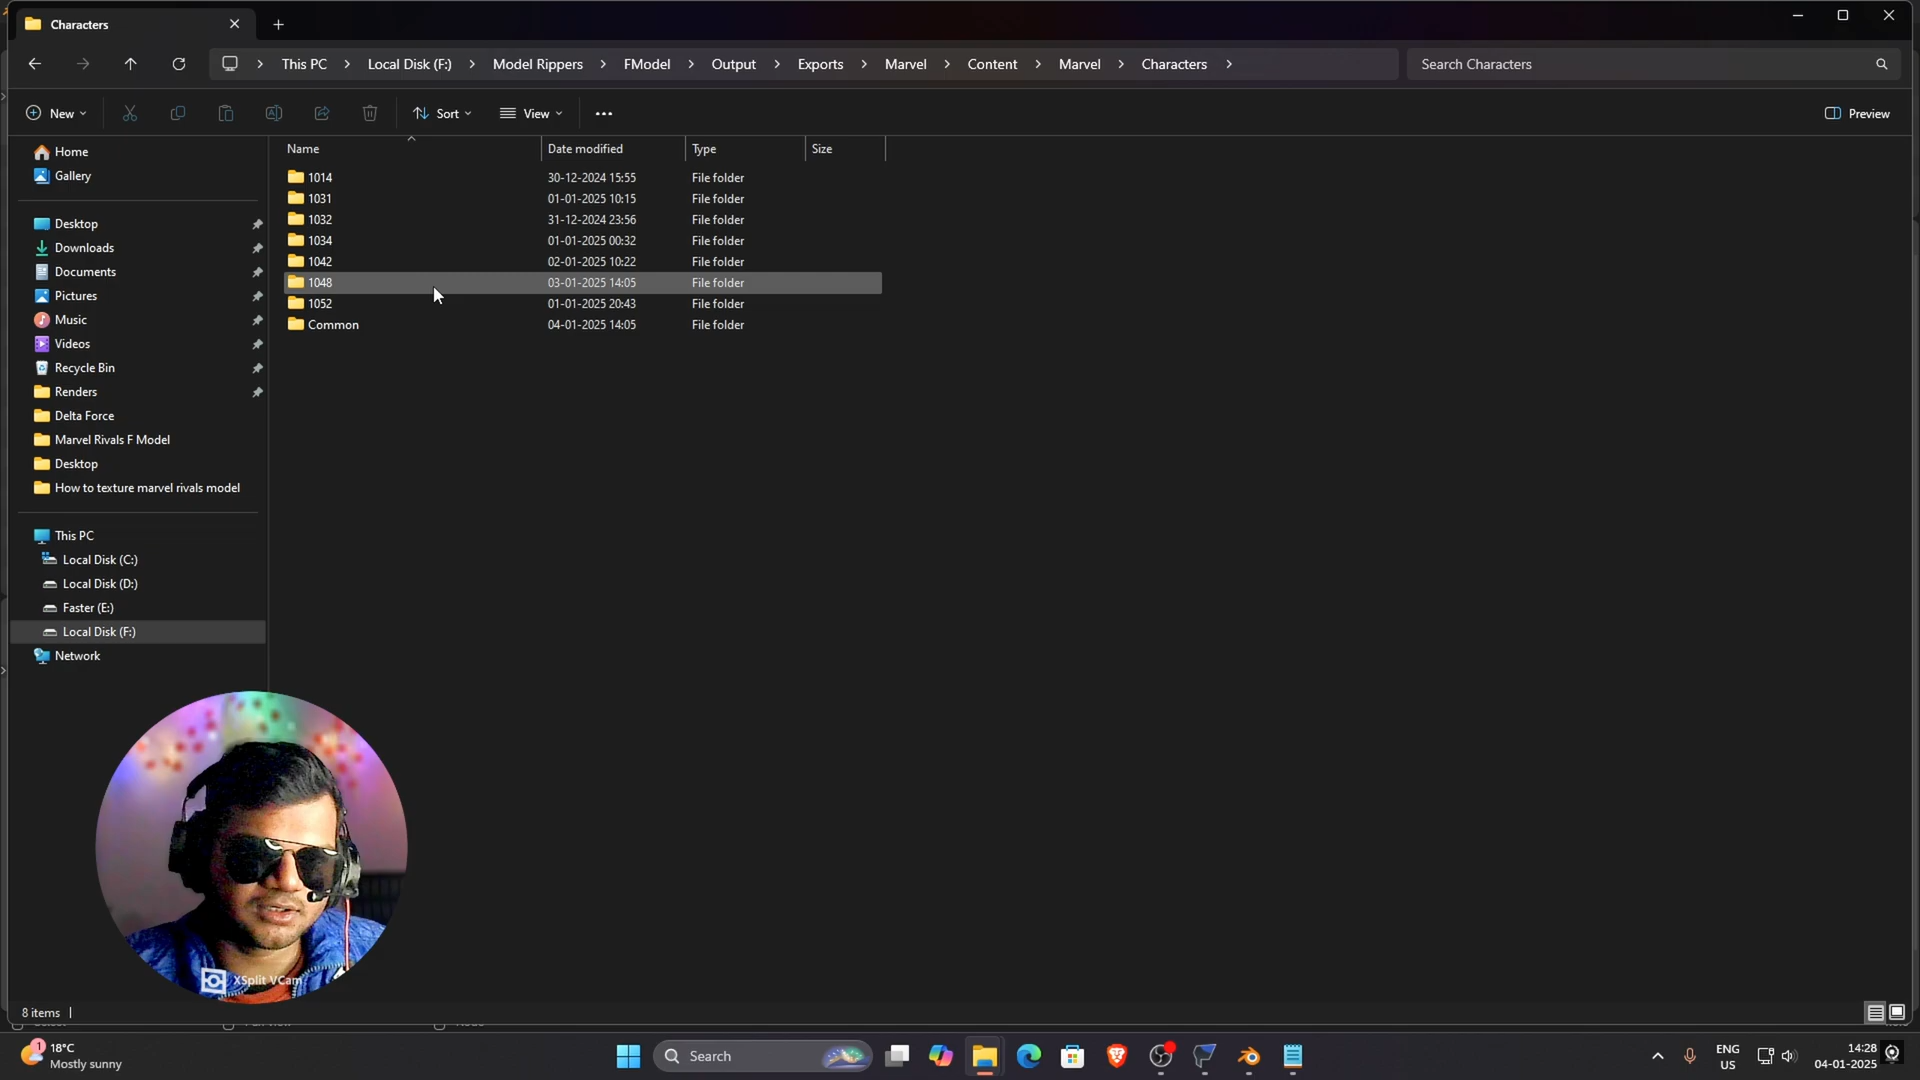 Characters
This PC > Local Disk (F:) > Model Rippers > FModel > Output > Exports > Marvel > Content > Marvel > Characters >
Search Characters
New
Sort
View
Preview
Name Date modified Type Size
1014 30-12-2024 15:55 File folder
1031 01-01-2025 10:15 File folder
1032 31-12-2024 23:56 File folder
1034 01-01-2025 00:32 File folder
1042 02-01-2025 10:22 File folder
1048 03-01-2025 14:05 File folder
1052 01-01-2025 20:43 File folder
Common 04-01-2025 14:05 File folder
Home
Gallery
Desktop
Downloads
Documents
Pictures
Music
Videos
Recycle Bin
Renders
Delta Force
Marvel Rivals F Model
Desktop
How to texture marvel rivals model
This PC
Local Disk (C:)
Local Disk (D:)
Faster (E:)
Local Disk (F:)
Network
XSplit VCam
8 items
1
18°C
Mostly sunny
Search
ENG
US
14:28
04-01-2025